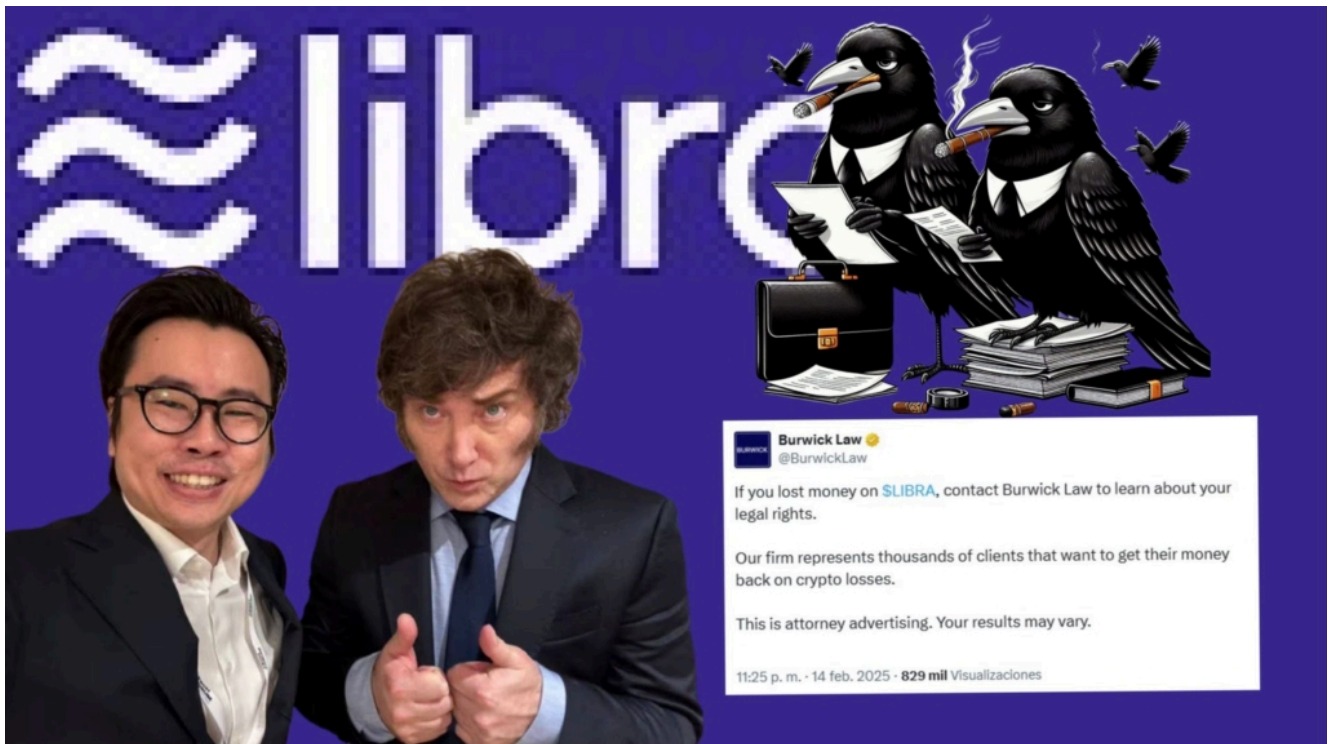 libra
BURWICK
Burwick Law
@BurwickLaw
If you lost money on $LIBRA, contact Burwick Law to learn about your
legal rights.
Our firm represents thousands of clients that want to get their money
back on crypto losses.
This is attorney advertising. Your results may vary.
11:25 p. m. · 14 feb. 2025 · 829 mil Visualizaciones